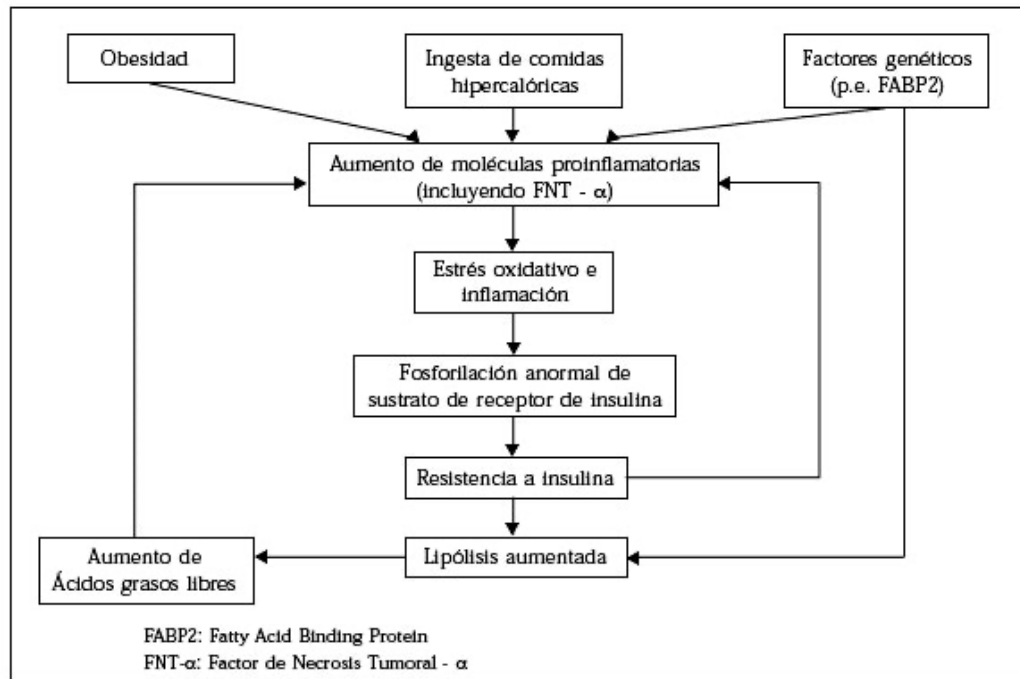 Obesidad
Ingesta de comidas
hipercalóricas
Factores genéticos
(p.e. FABP2)
Aumento de moléculas proinflamatorias
(incluyendo FNT - α)
Estrés oxidativo e
inflamación
Fosforilación anormal de
sustrato de receptor de insulina
Resistencia a insulina
Aumento de
Ácidos grasos libres
Lipólisis aumentada
FABP2: Fatty Acid Binding Protein
FNT-α: Factor de Necrosis Tumoral - α